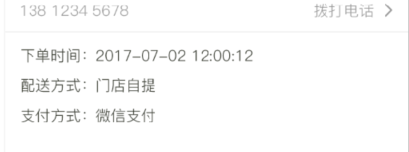 138 1234 5678 拨打电话 >
下单时间：2017-07-02 12:00:12
配送方式：门店自提
支付方式：微信支付